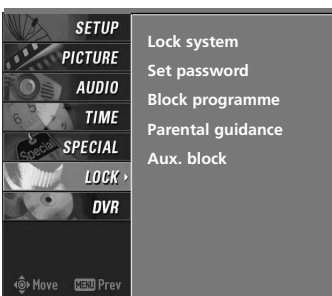 SETUP
PICTURE
AUDIO
TIME
SPECIAL
LOCK
DVR
Move MENU Prev
Lock system
Set password
Block programme
Parental guidance
Aux. block